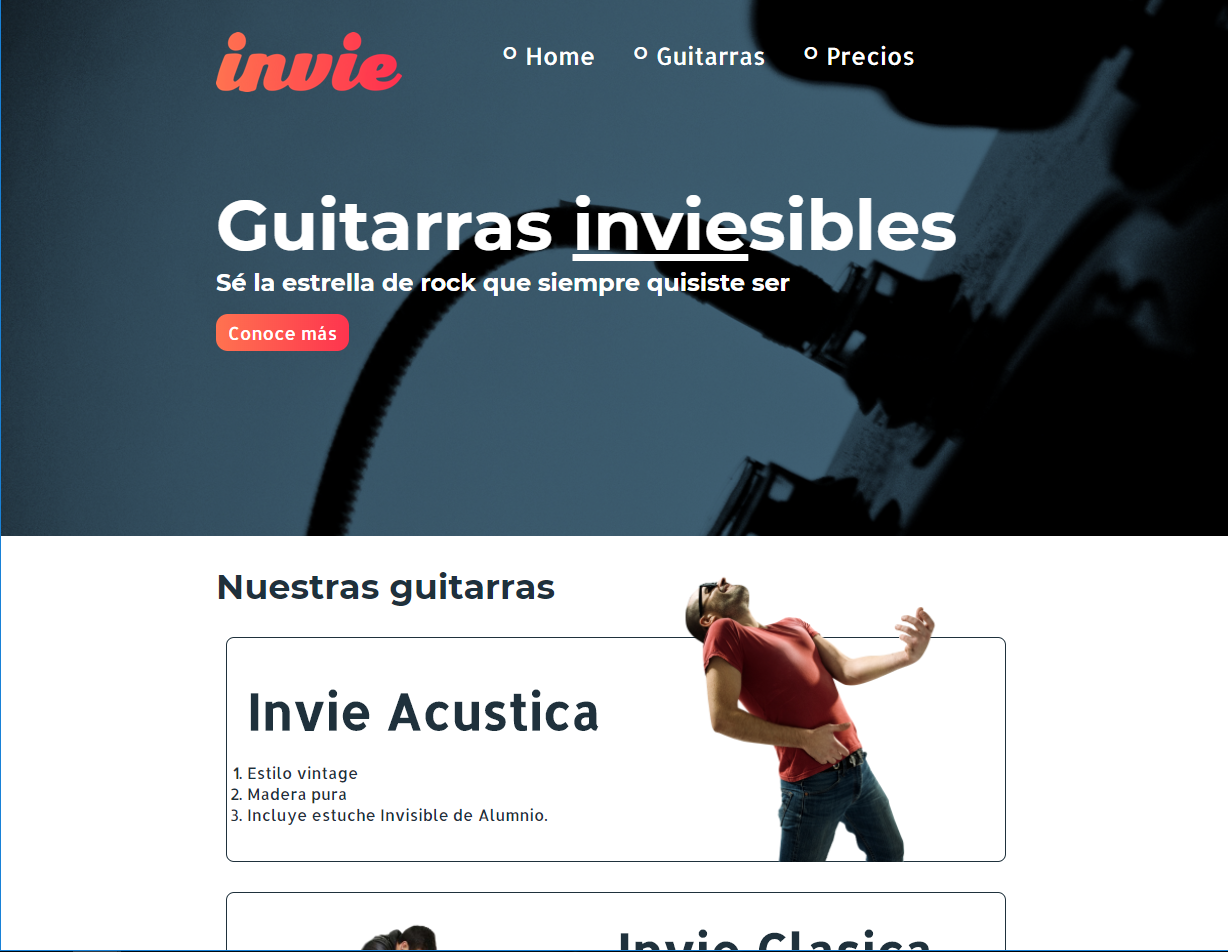 invie
Home Guitarras Precios
Guitarras inviesibles
Sé la estrella de rock que siempre quisiste ser
Conoce más
Nuestras guitarras
Invie Acustica
1. Estilo vintage
2. Madera pura
3. Incluye estuche Invisible de Alumnio.
Invie Clasica